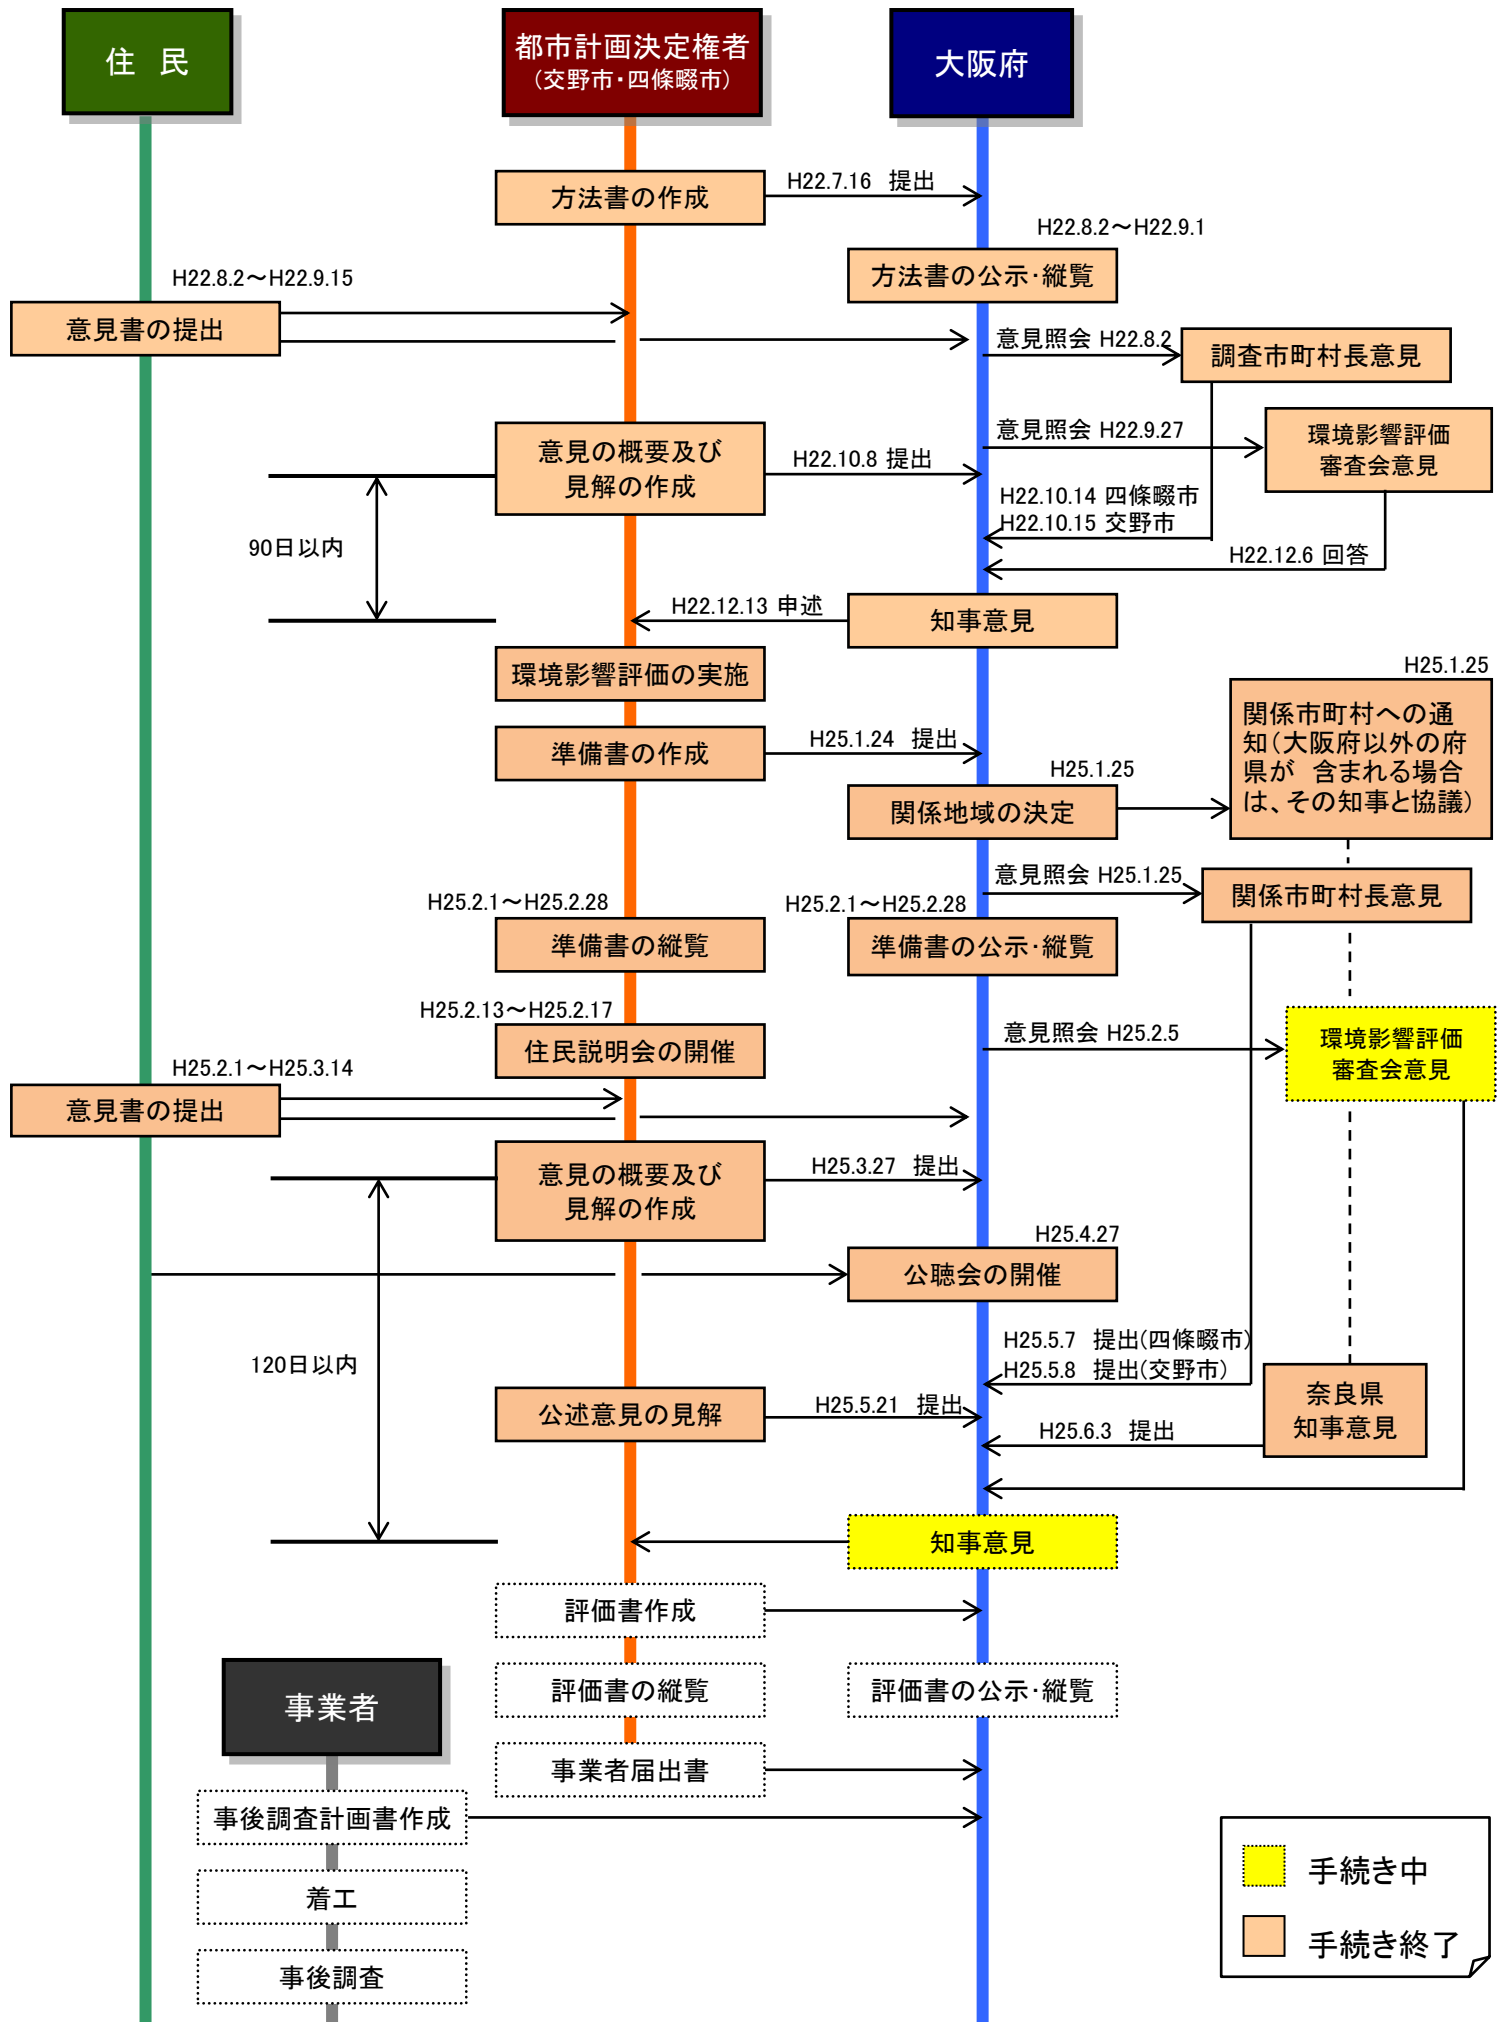 住　民
都市計画決定権者
（交野市・四條畷市）
大阪府
方法書の作成
H22.7.16　提出
H22.8.2～H22.9.1
方法書の公示・縦覧
H22.8.2～H22.9.15
意見書の提出
意見照会 H22.8.2
調査市町村長意見
意見の概要及び
見解の作成
H22.10.8 提出
意見照会 H22.9.27
環境影響評価
審査会意見
H22.10.14 四條畷市
H22.10.15 交野市
90日以内
H22.12.6 回答
H22.12.13 申述
知事意見
環境影響評価の実施
H25.1.25
関係市町村への通
知（大阪府以外の府
県が　含まれる場合
は、その知事と協議）
準備書の作成
H25.1.24　提出
H25.1.25
関係地域の決定
意見照会 H25.1.25
関係市町村長意見
H25.2.1～H25.2.28
準備書の縦覧
H25.2.1～H25.2.28
準備書の公示・縦覧
H25.2.13～H25.2.17
住民説明会の開催
意見照会 H25.2.5
環境影響評価
審査会意見
H25.2.1～H25.3.14
意見書の提出
意見の概要及び
見解の作成
H25.3.27　提出
H25.4.27
公聴会の開催
120日以内
H25.5.7　提出（四條畷市）
H25.5.8　提出（交野市）
公述意見の見解
H25.5.21　提出
奈良県
知事意見
H25.6.3　提出
知事意見
評価書作成
事業者
評価書の縦覧
評価書の公示・縦覧
事業者届出書
事後調査計画書作成
着工
事後調査
手続き中
手続き終了